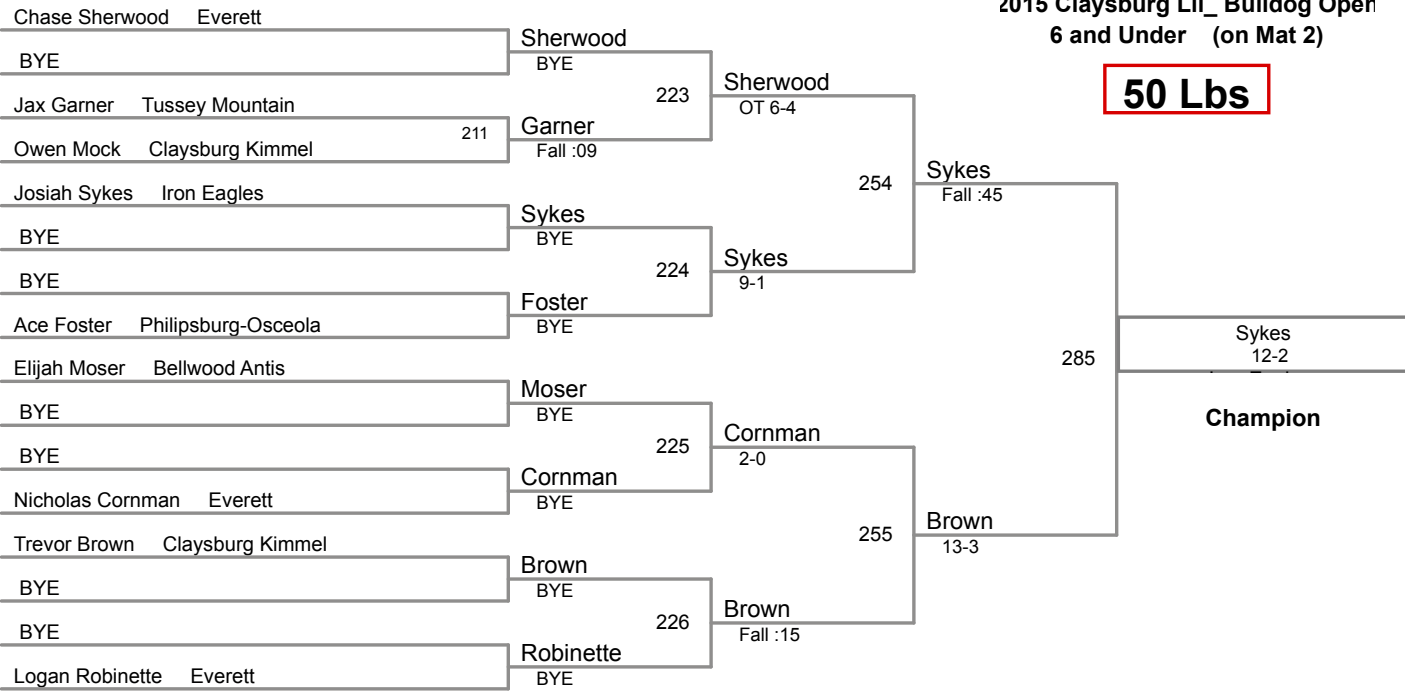 2015 Claysburg Lil_ Bulldog Open
6 and Under (on Mat 2)
50 Lbs
Chase Sherwood Everett
BYE
Jax Garner Tussey Mountain
Owen Mock Claysburg Kimmel
Josiah Sykes Iron Eagles
BYE
BYE
Ace Foster Philipsburg-Osceola
Elijah Moser Bellwood Antis
BYE
BYE
Nicholas Cornman Everett
Trevor Brown Claysburg Kimmel
BYE
BYE
Logan Robinette Everett
211
Sherwood
BYE
Garner
Fall :09
Sykes
BYE
Foster
BYE
Moser
BYE
Cornman
BYE
Brown
BYE
Robinette
BYE
223
224
225
226
Sherwood
OT 6-4
Sykes
9-1
Cornman
2-0
Brown
Fall :15
254
255
Sykes
Fall :45
Brown
13-3
285
Sykes
12-2
Champion